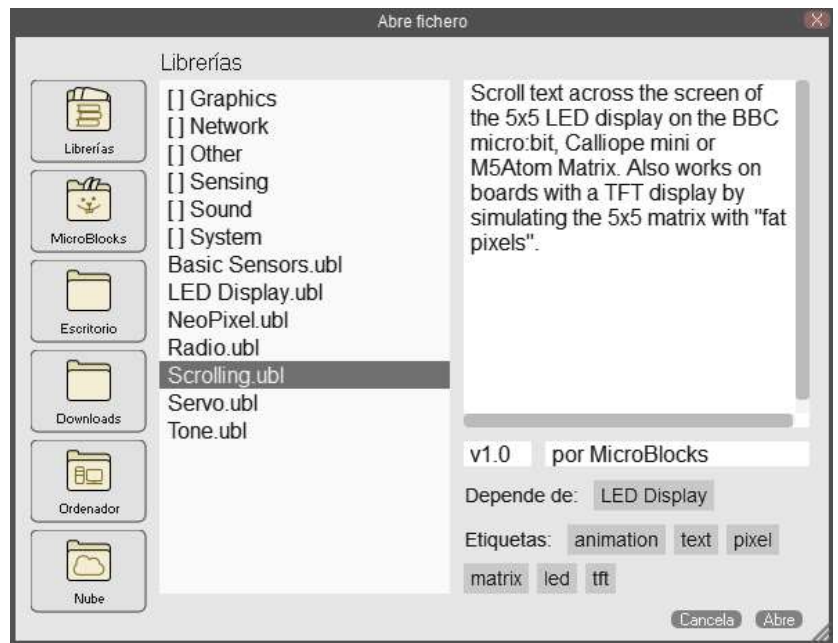 Abre fichero
Librerías
Librerías
MicroBlocks
Escritorio
Downloads
Ordenador
Nube
[ ] Graphics
[ ] Network
[ ] Other
[ ] Sensing
[ ] Sound
[ ] System
Basic Sensors.ubl
LED Display.ubl
NeoPixel.ubl
Radio.ubl
Scrolling.ubl
Servo.ubl
Tone.ubl
Scroll text across the screen of
the 5x5 LED display on the BBC
micro:bit, Calliope mini or
M5Atom Matrix. Also works on
boards with a TFT display by
simulating the 5x5 matrix with "fat
pixels".
v1.0 por MicroBlocks
Depende de: LED Display
Etiquetas: animation text pixel
matrix led tft
Cancela Abre